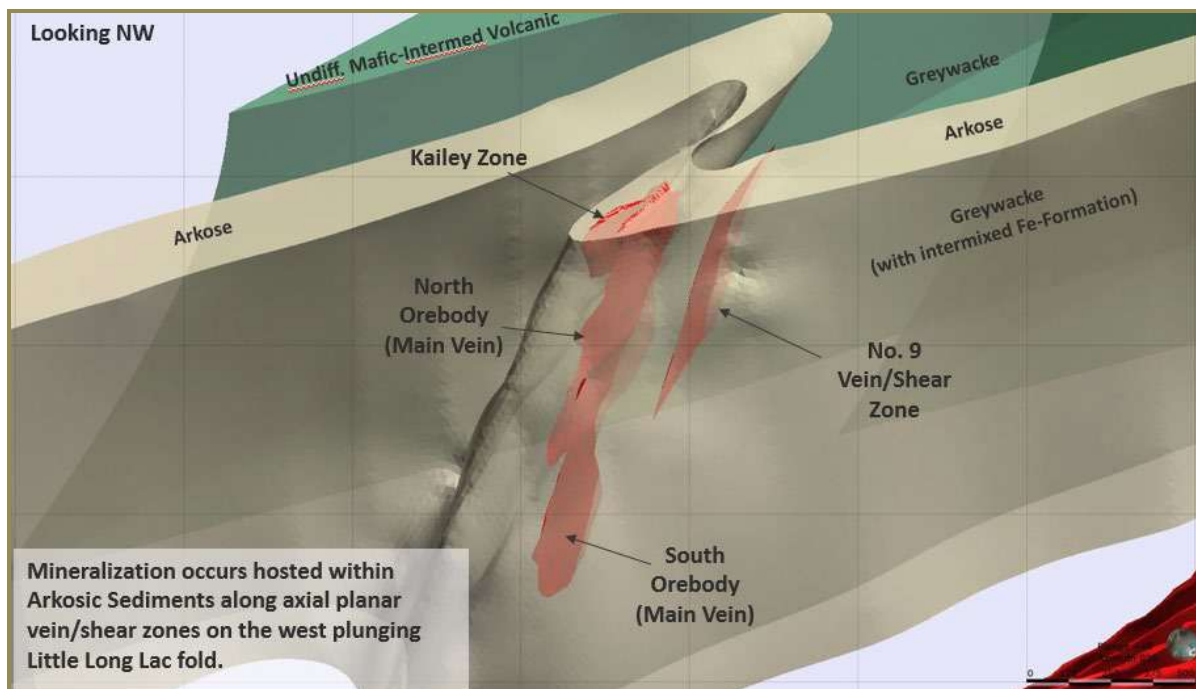 Looking NW
Undiff. Mafic-Intermed Volcanic
Greywacke
Arkose
Kailey Zone
Arkose
Greywacke
(with intermixed Fe-Formation)
North
Orebody
(Main Vein)
No. 9
Vein/Shear
Zone
South
Orebody
(Main Vein)
Mineralization occurs hosted within
Arkosic Sediments along axial planar
vein/shear zones on the west plunging
Little Long Lac fold.
0